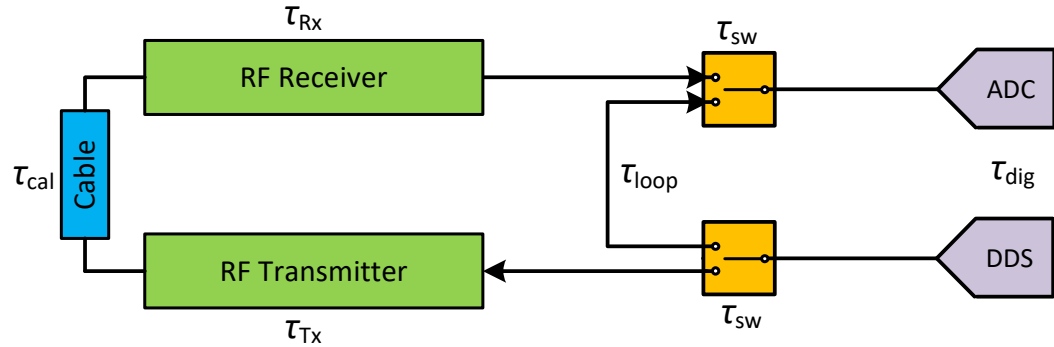 τRx
RF Receiver
τsw
ADC
Cable
τcal
τloop
τdig
RF Transmitter
DDS
τTx
τsw